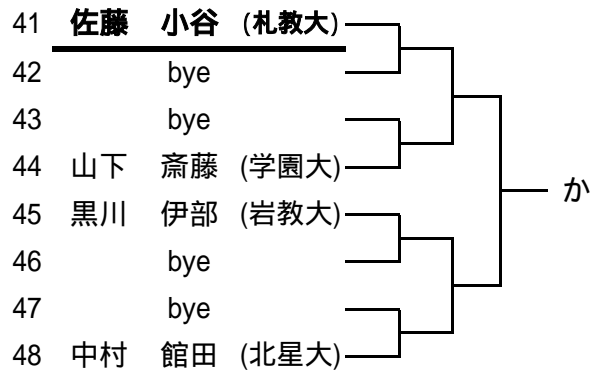 41 佐藤 小谷 (札教大)
42 bye
43 bye
44 山下 斎藤 (学園大)
か
45 黒川 伊部 (岩教大)
46 bye
47 bye
48 中村 館田 (北星大)